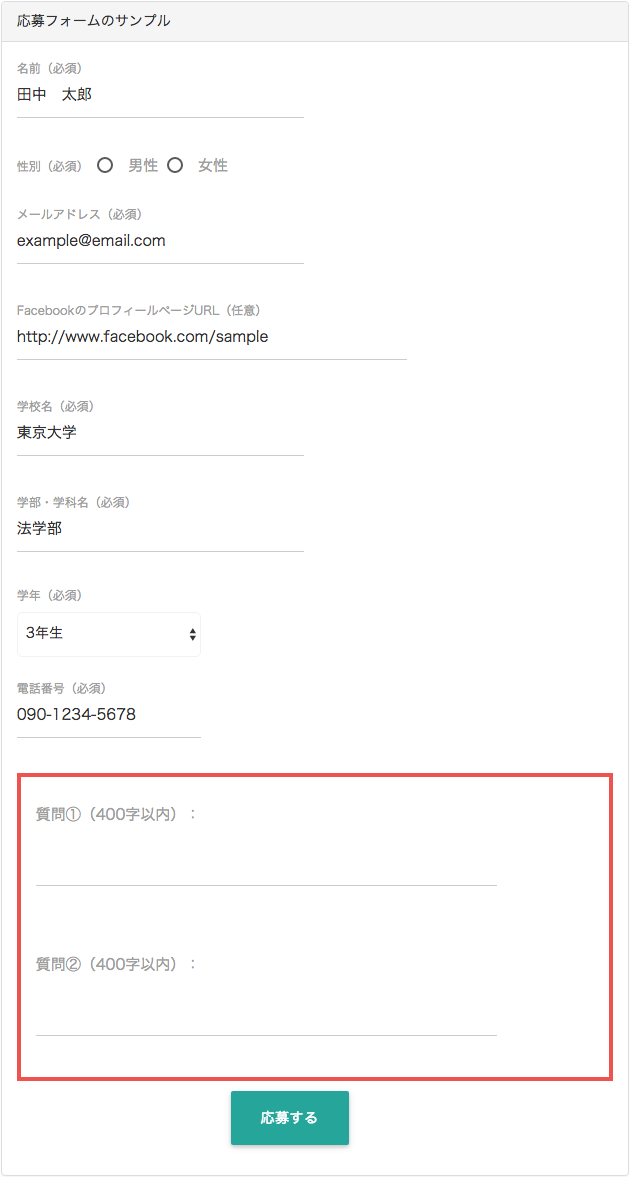 応募フォームのサンプル
名前（必須）
田中　太郎
性別（必須） 男性 女性
メールアドレス（必須）
example@email.com
FacebookのプロフィールページURL（任意）
http://www.facebook.com/sample
学校名（必須）
東京大学
学部・学科名（必須）
法学部
学年（必須）
3年生
電話番号（必須）
090-1234-5678
質問①（400字以内）：
質問②（400字以内）：
応募する